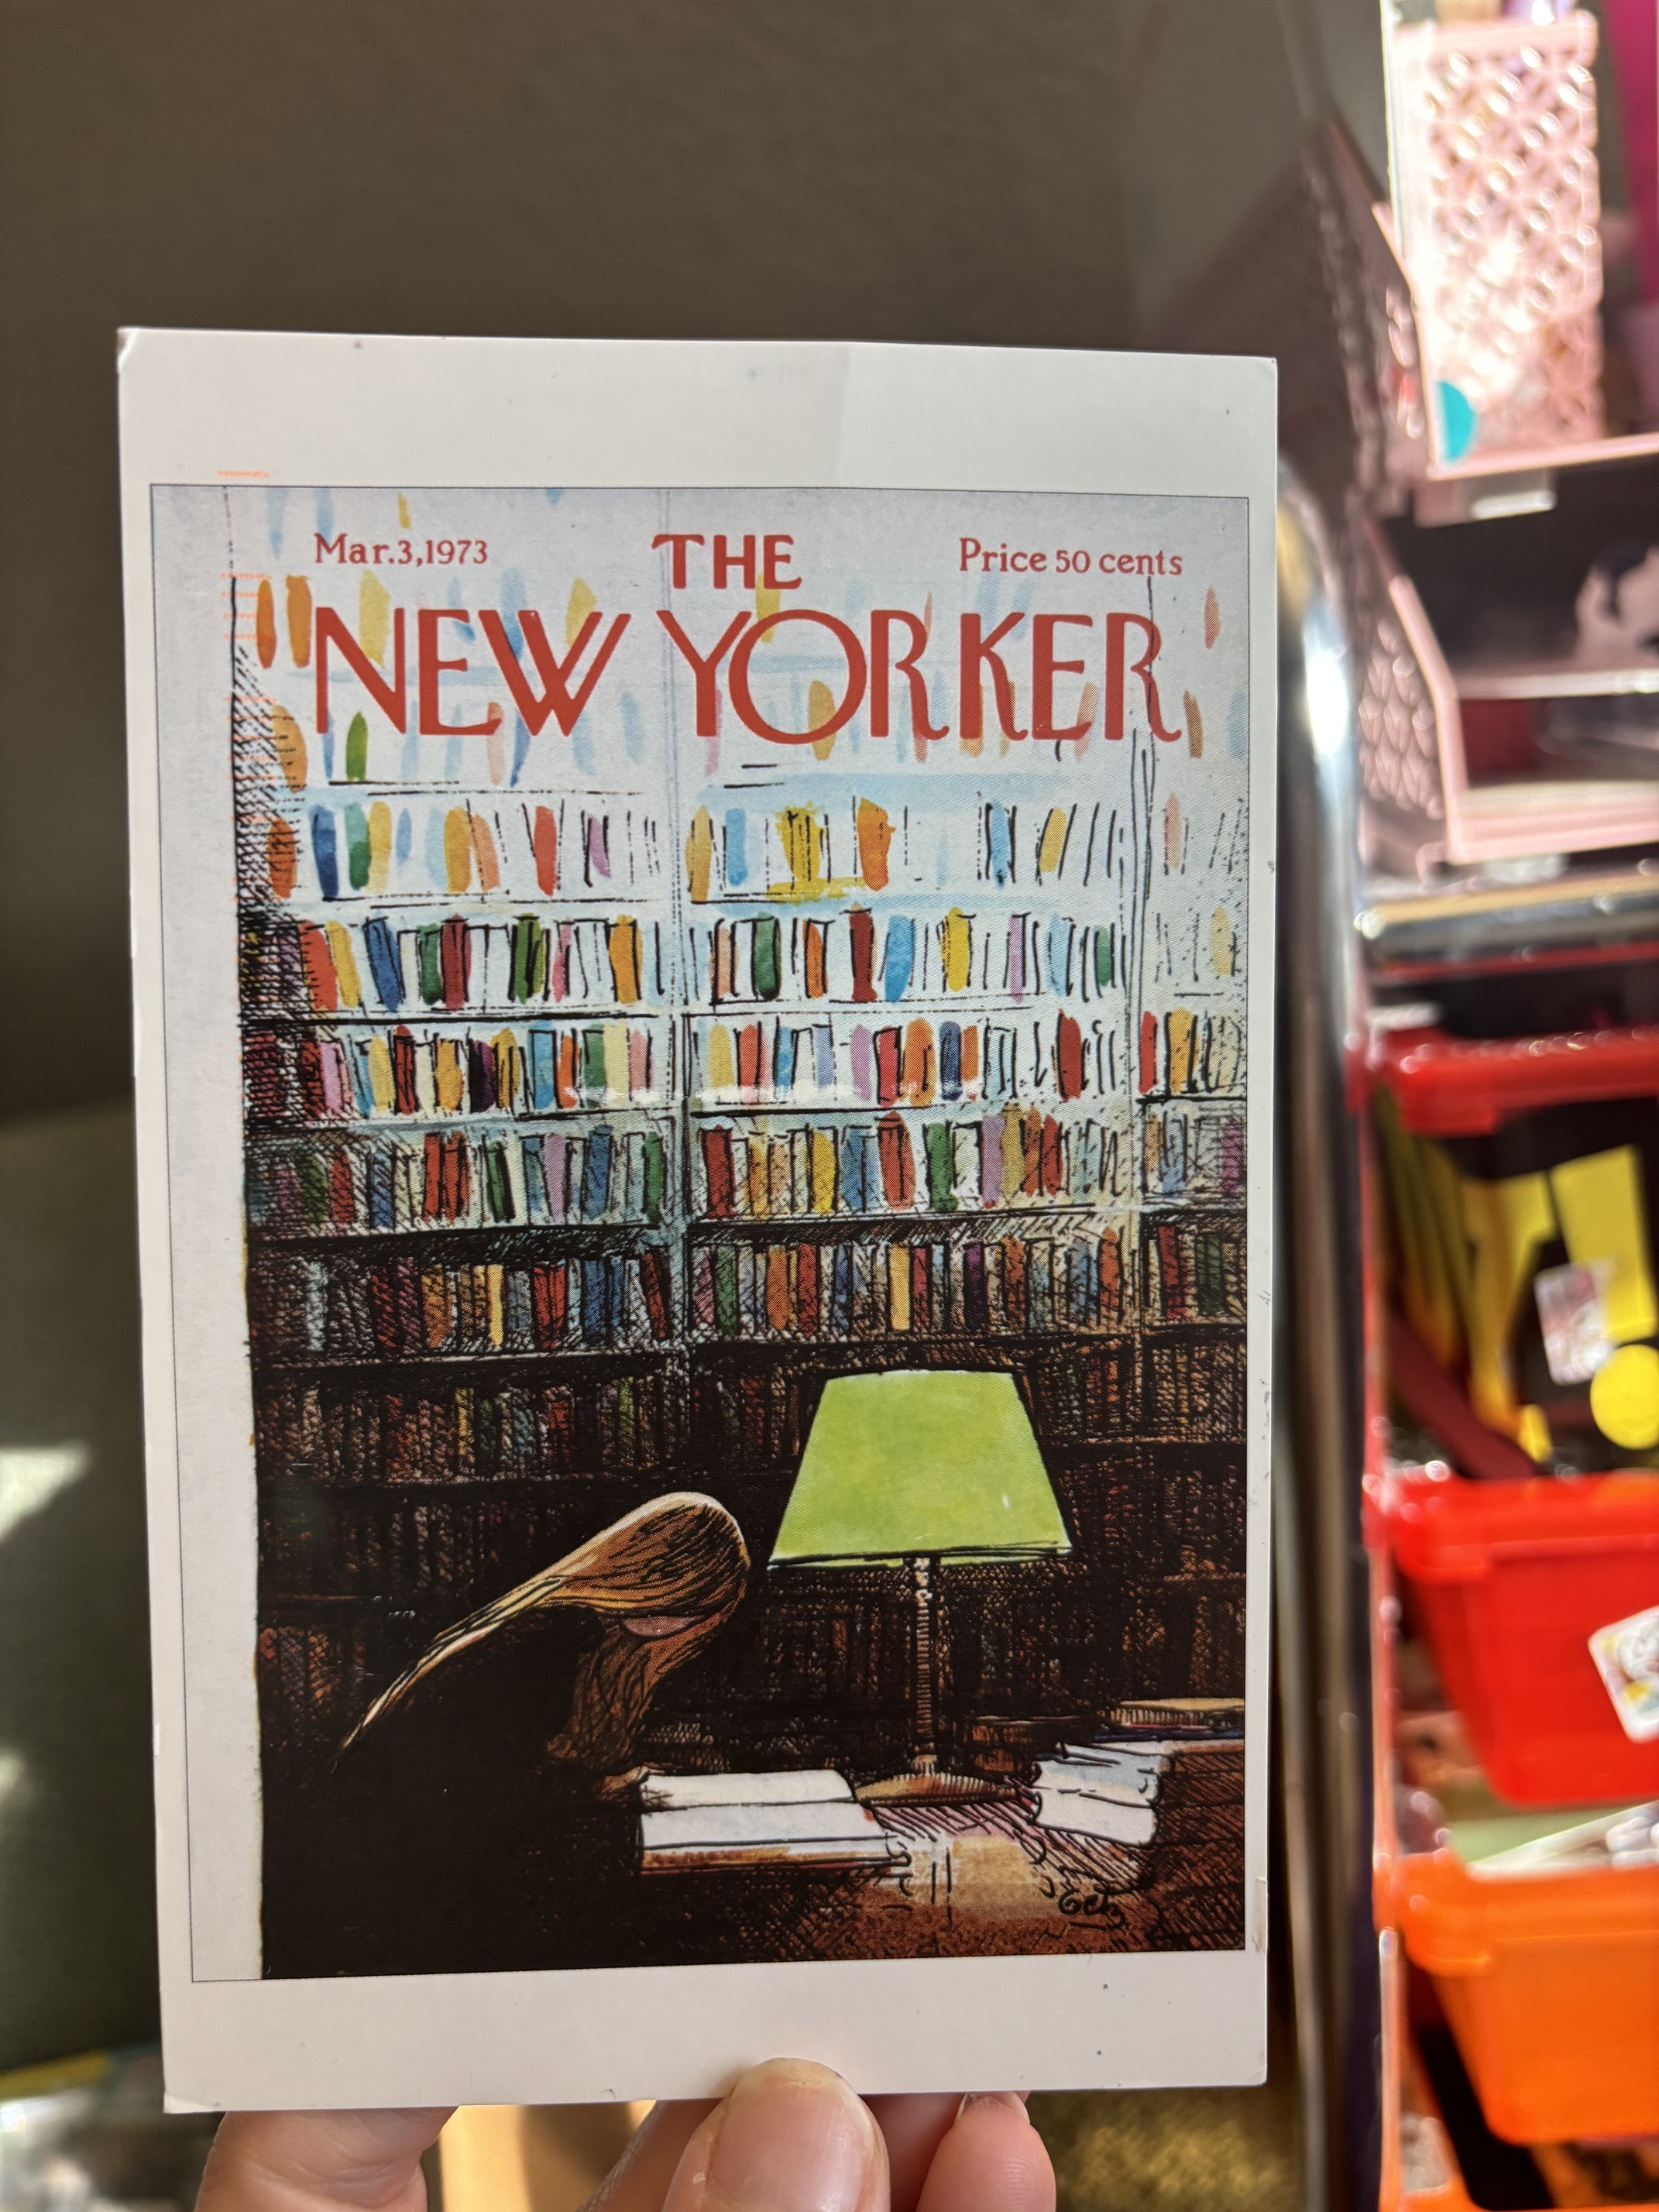 Mar.3,1973
THE
Price 50 cents
NEW YORKER